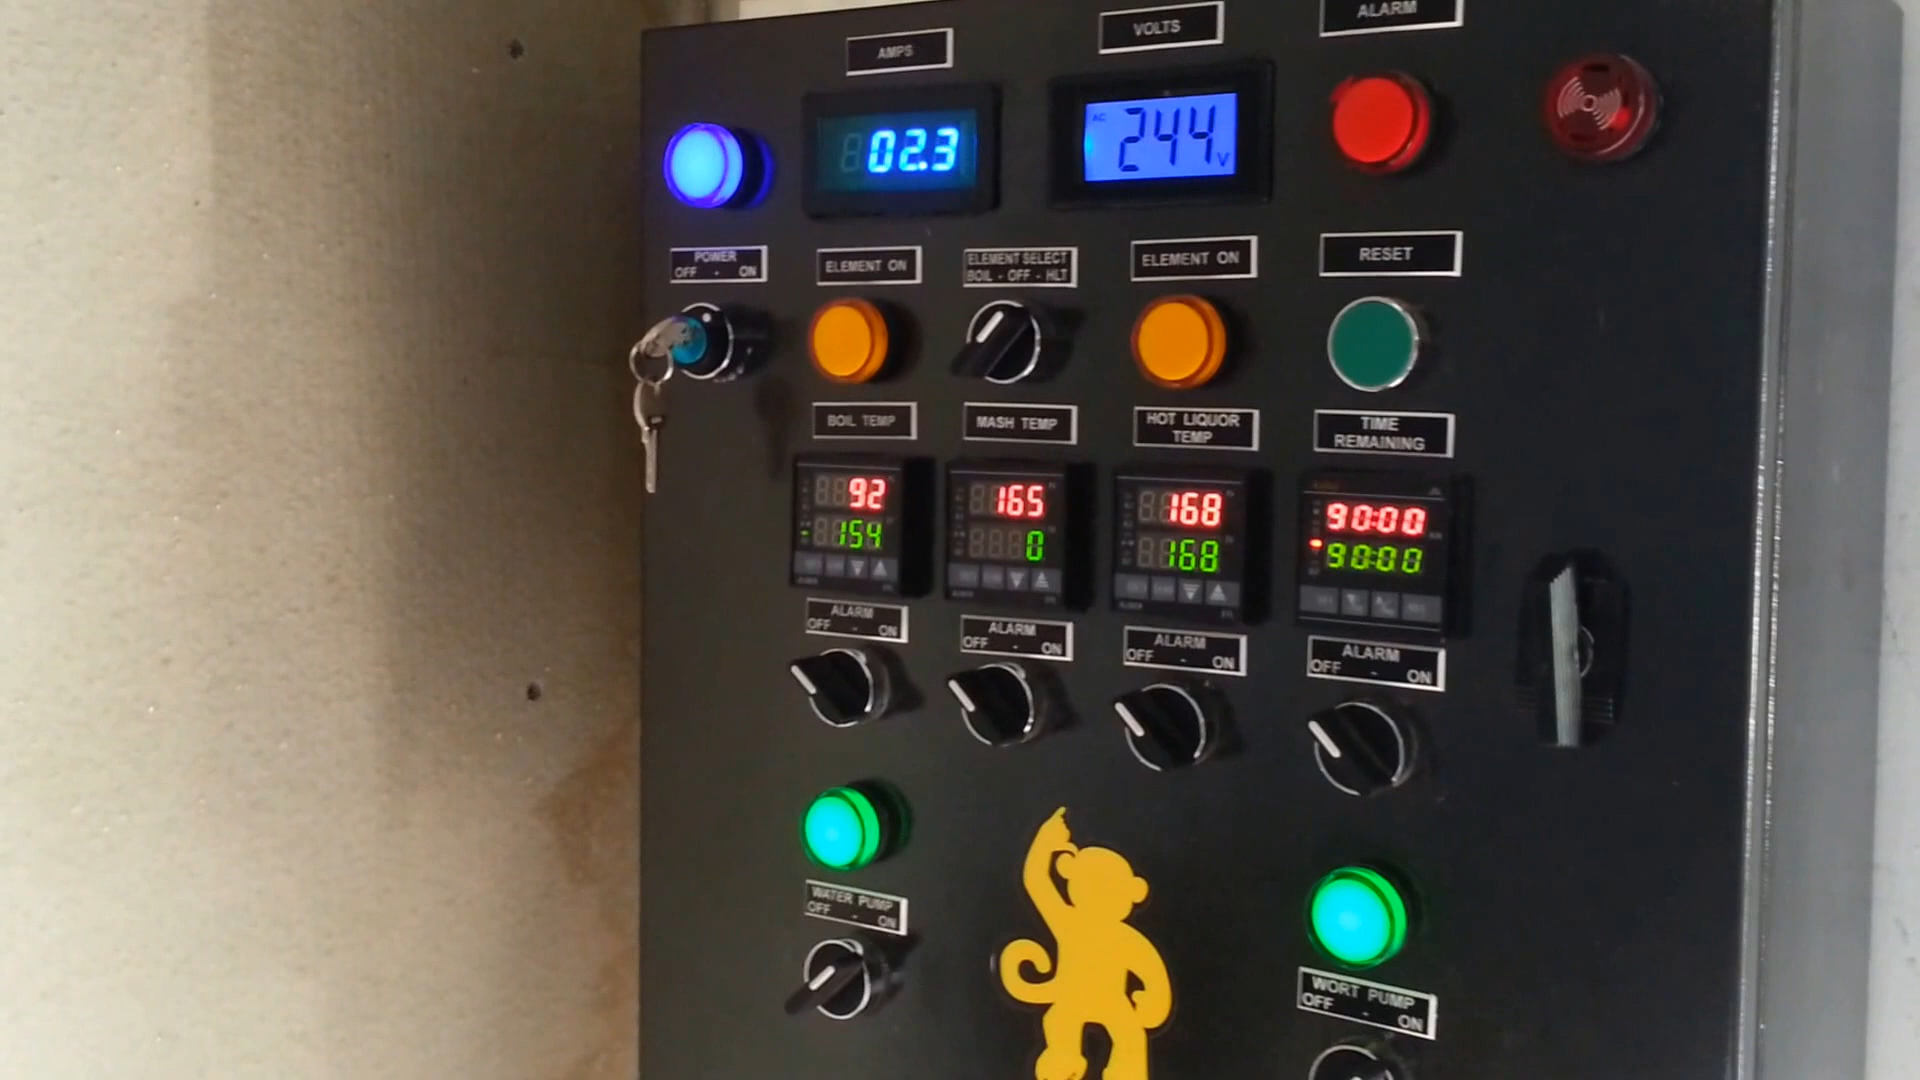 AMPS
VOLTS
ALARM
02.3
AC
244
V
POWER
OFF - ON
ELEMENT ON
ELEMENT SELECT
BOIL - OFF - HLT
ELEMENT ON
RESET
BOIL TEMP
MASH TEMP
HOT LIQUOR
TEMP
TIME
REMAINING
92
154
165
0
168
168
90:00
90:00
ALARM
OFF - ON
ALARM
OFF - ON
ALARM
OFF - ON
ALARM
OFF - ON
WATER PUMP
OFF - ON
WORT PUMP
OFF - ON